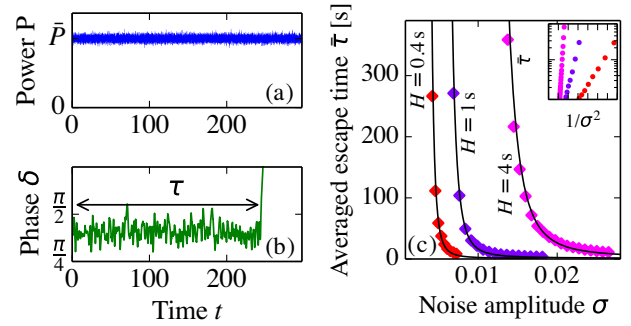 Power P
P̄
0
(a)
0
100
200
Phase δ
π/2
π/4
τ
(b)
0
100
200
Time t
Averaged escape time τ̄ [s]
300
200
100
0
H = 0.4 s
H = 1 s
H = 4 s
τ̄
1/σ²
(c)
0.01
0.02
Noise amplitude σ